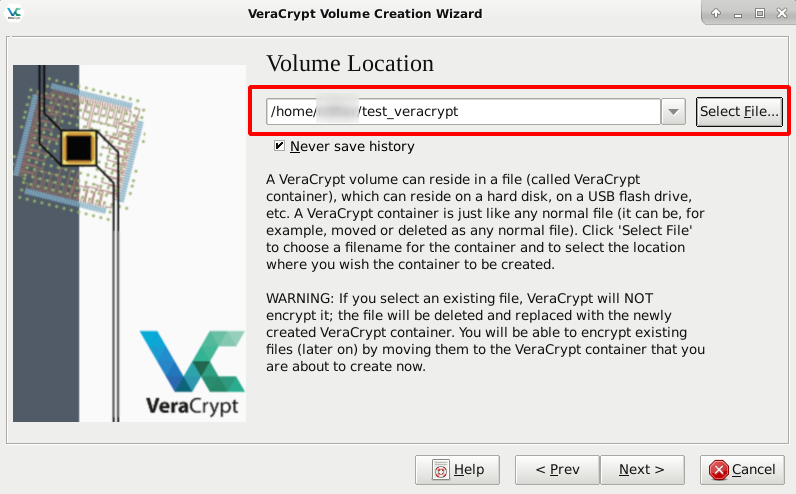 VeraCrypt Volume Creation Wizard
Volume Location
/home/ /test_veracrypt
Select File...
Never save history
A VeraCrypt volume can reside in a file (called VeraCrypt
container), which can reside on a hard disk, on a USB flash drive,
etc. A VeraCrypt container is just like any normal file (it can be, for
example, moved or deleted as any normal file). Click 'Select File'
to choose a filename for the container and to select the location
where you wish the container to be created.
WARNING: If you select an existing file, VeraCrypt will NOT
encrypt it; the file will be deleted and replaced with the newly
created VeraCrypt container. You will be able to encrypt existing
files (later on) by moving them to the VeraCrypt container that you
are about to create now.
VeraCrypt
Help
< Prev
Next >
Cancel